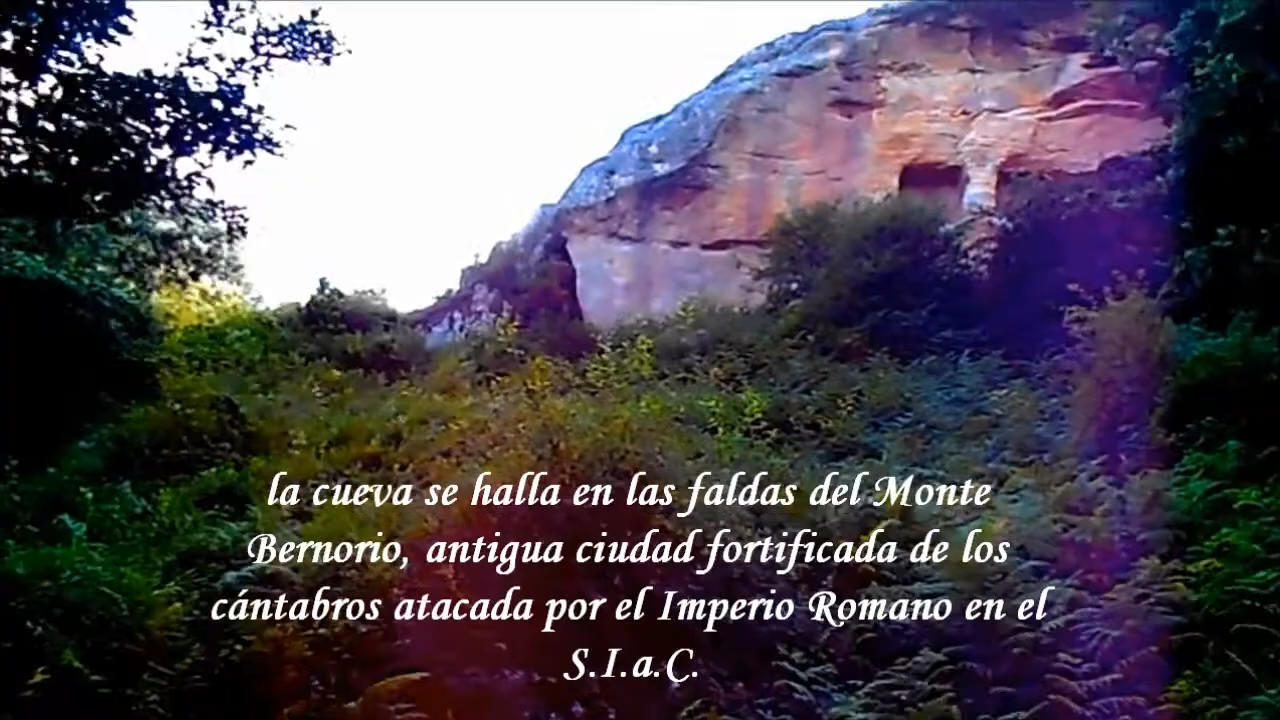 la cueva se halla en las faldas del Monte
Bernorio, antigua ciudad fortificada de los
cántabros atacada por el Imperio Romano en el
S.I.a.C.